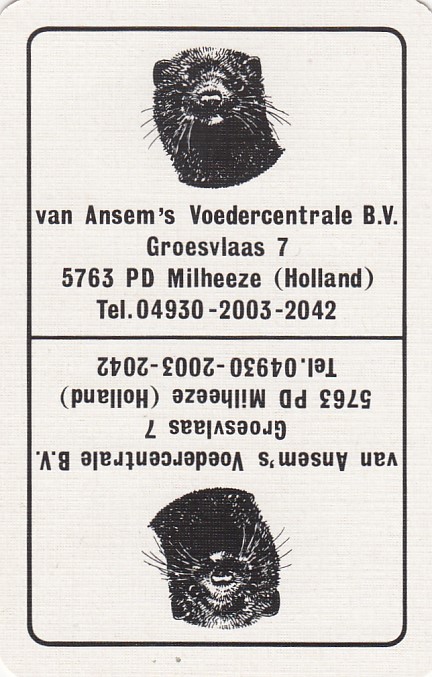 van Ansem's Voedercentrale B.V.
Groesvlaas 7
5763 PD Milheeze (Holland)
Tel.04930-2003-2042
van Ansem's Voedercentrale B.V.
Groesvlaas 7
5763 PD Milheeze (Holland)
Tel.04930-2003-2042